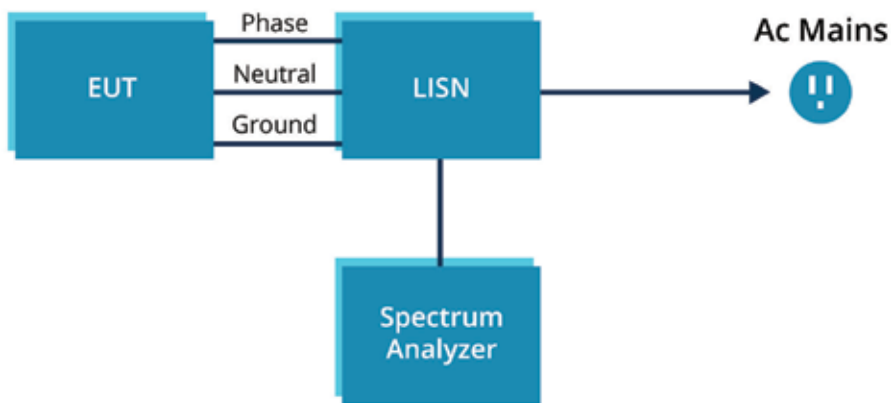 Phase
Ac Mains
EUT
Neutral
LISN
Ground
Spectrum
Analyzer